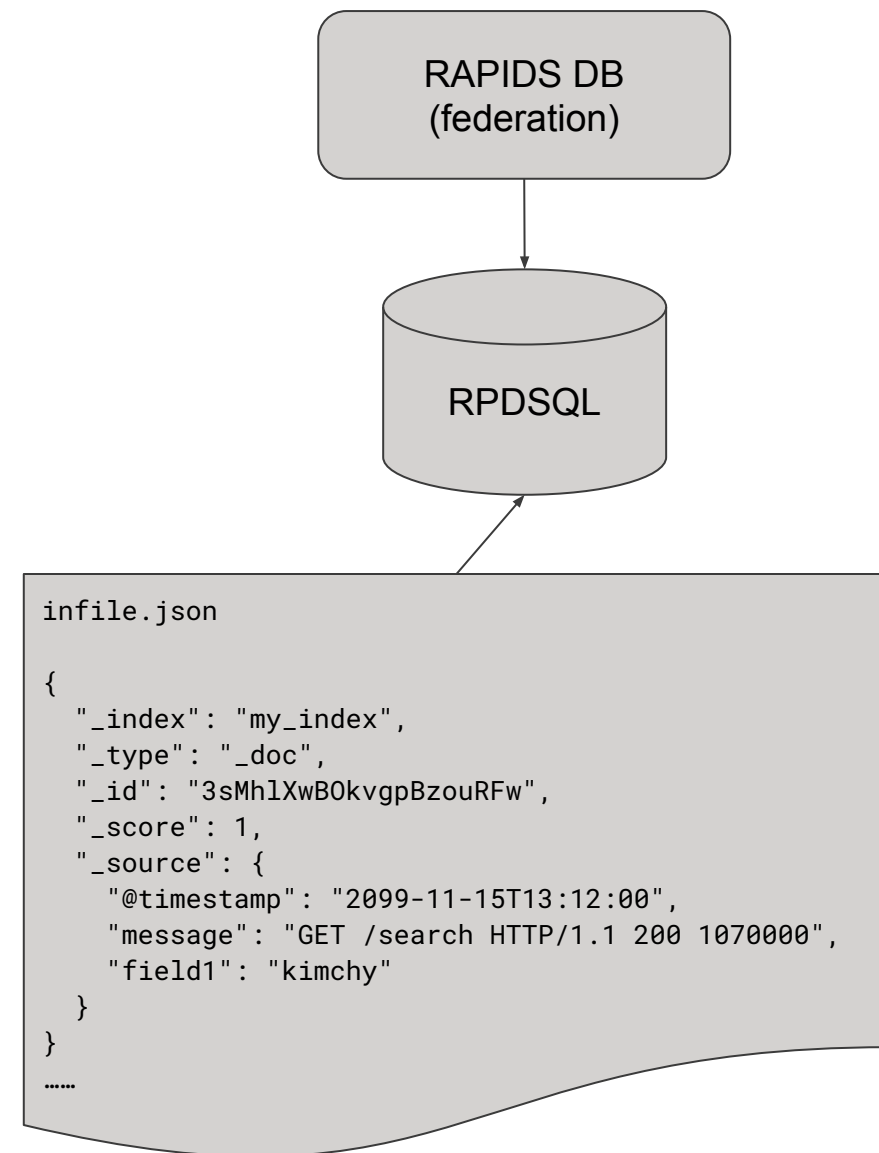 RAPIDS DB
(federation)
RPDSQL
infile.json
{
  "_index": "my_index",
  "_type": "_doc",
  "_id": "3sMhlXwBOkvgpBzouRFw",
  "_score": 1,
  "_source": {
    "@timestamp": "2099-11-15T13:12:00",
    "message": "GET /search HTTP/1.1 200 1070000",
    "field1": "kimchy"
  }
}
……